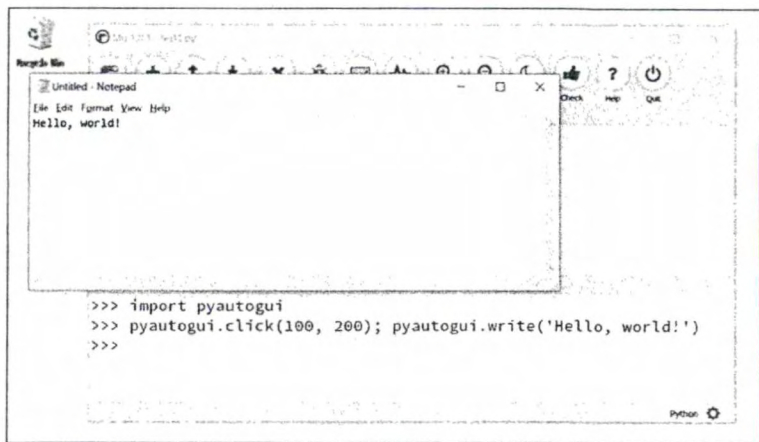 Recycle Bin
Untitled - Notepad
File Edit Format View Help
Hello, world!
Check Help Quit
>>> import pyautogui
>>> pyautogui.click(100, 200); pyautogui.write('Hello, world!')
>>>
Python